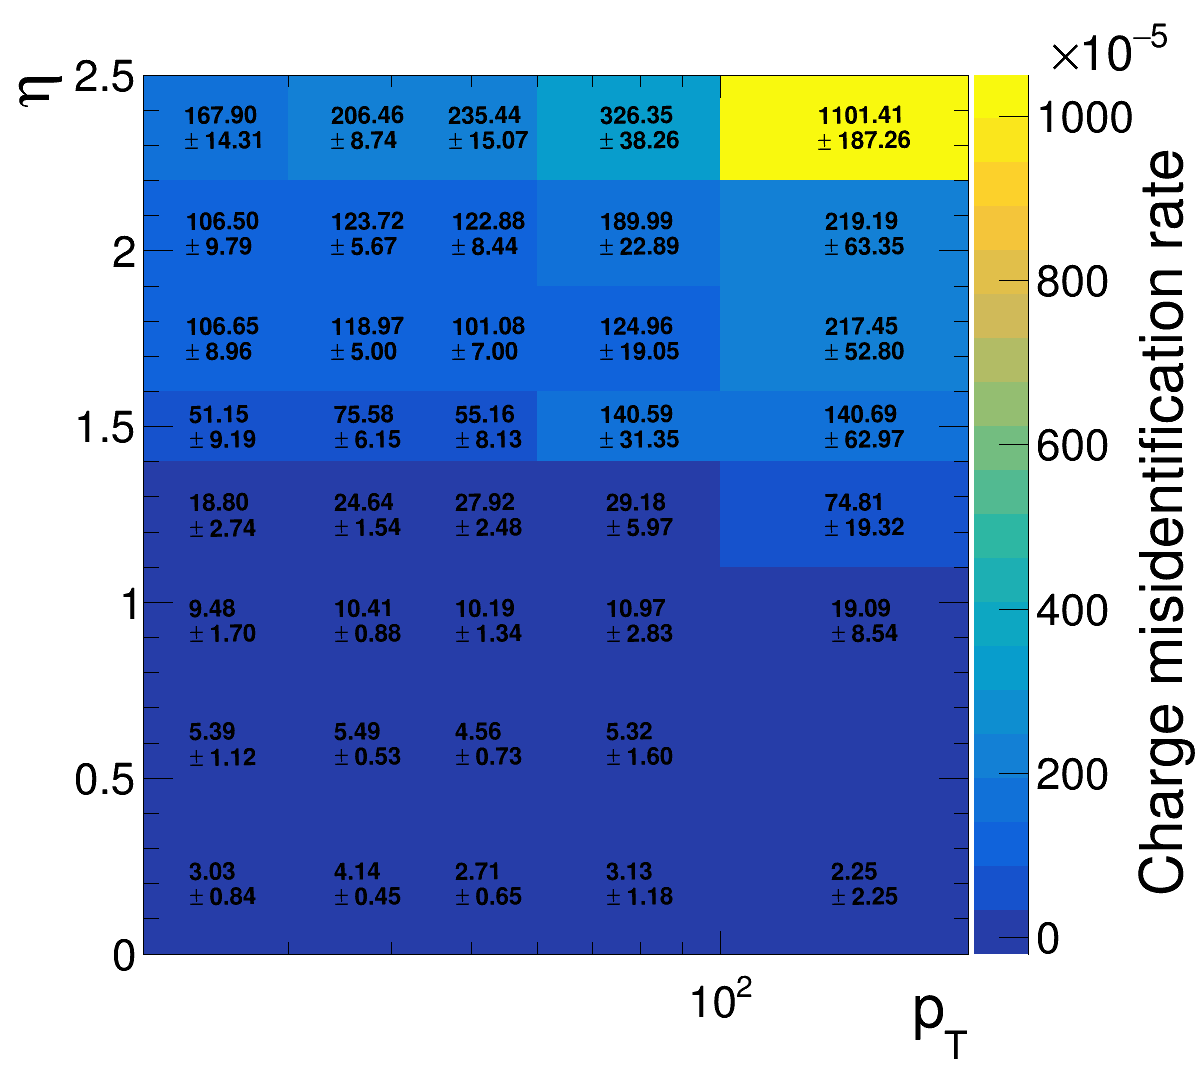 ×10⁻⁵
η
2.5
167.90 206.46 235.44 326.35 1101.41
± 14.31 ± 8.74 ± 15.07 ± 38.26 ± 187.26
1000
106.50 123.72 122.88 189.99 219.19
2 ± 9.79 ± 5.67 ± 8.44 ± 22.89 ± 63.35
800
106.65 118.97 101.08 124.96 217.45
± 8.96 ± 5.00 ± 7.00 ± 19.05 ± 52.80
51.15 75.58 55.16 140.59 140.69
1.5 ± 9.19 ± 6.15 ± 8.13 ± 31.35 ± 62.97
600
18.80 24.64 27.92 29.18 74.81
± 2.74 ± 1.54 ± 2.48 ± 5.97 ± 19.32
1 9.48 10.41 10.19 10.97 19.09
± 1.70 ± 0.88 ± 1.34 ± 2.83 ± 8.54
400
5.39 5.49 4.56 5.32
± 1.12 ± 0.53 ± 0.73 ± 1.60
0.5
200
3.03 4.14 2.71 3.13 2.25
± 0.84 ± 0.45 ± 0.65 ± 1.18 ± 2.25
0
0
10²
p_T
Charge misidentification rate